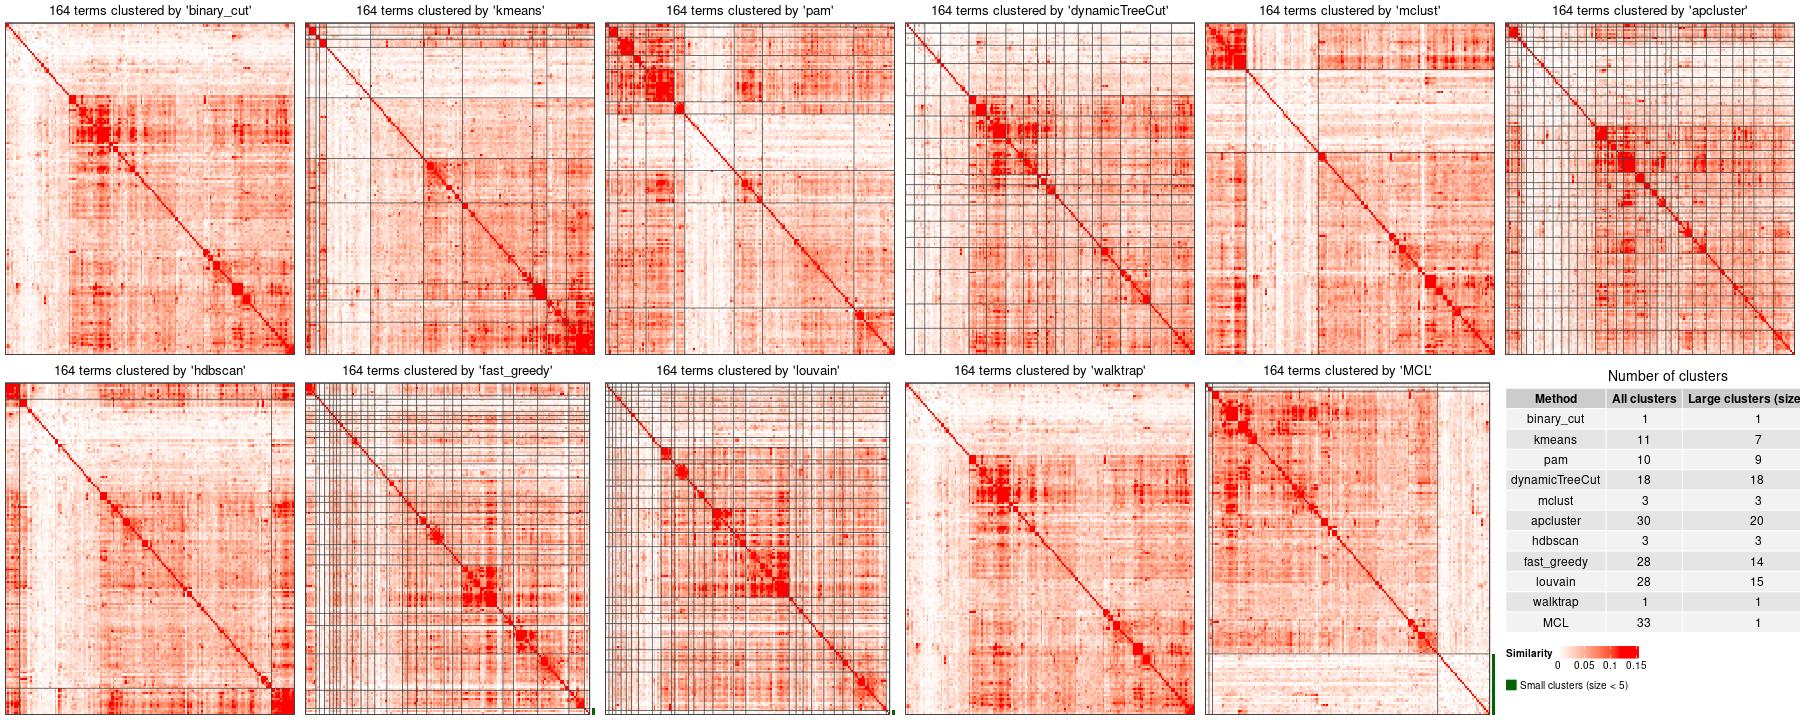 164 terms clustered by 'binary_cut'
164 terms clustered by 'kmeans'
164 terms clustered by 'pam'
164 terms clustered by 'dynamicTreeCut'
164 terms clustered by 'mclust'
164 terms clustered by 'apcluster'
164 terms clustered by 'hdbscan'
164 terms clustered by 'fast_greedy'
164 terms clustered by 'louvain'
164 terms clustered by 'walktrap'
164 terms clustered by 'MCL'
Number of clusters
Method All clusters Large clusters (size
binary_cut 1 1
kmeans 11 7
pam 10 9
dynamicTreeCut 18 18
mclust 3 3
apcluster 30 20
hdbscan 3 3
fast_greedy 28 14
louvain 28 15
walktrap 1 1
MCL 33 1
Similarity
0 0.05 0.1 0.15
Small clusters (size < 5)